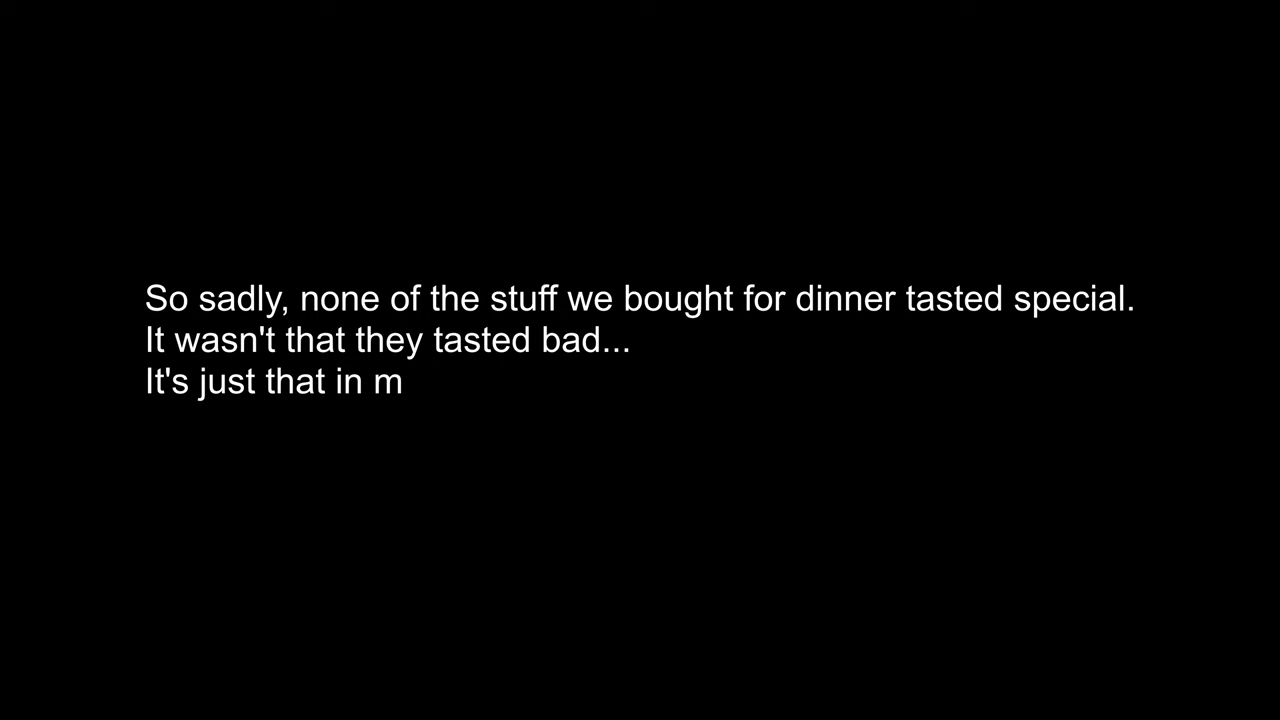 So sadly, none of the stuff we bought for dinner tasted special.
It wasn't that they tasted bad...
It's just that in m